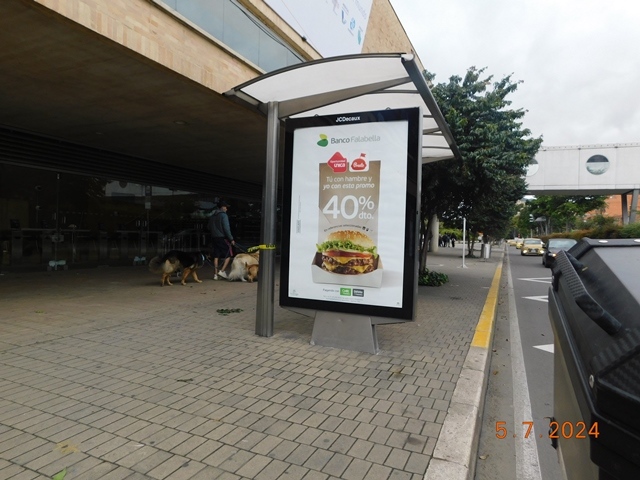 JCDecaux
Banco Falabella
Tú con hambre y
yo con esta promo
40%
dto.
5.7.2024